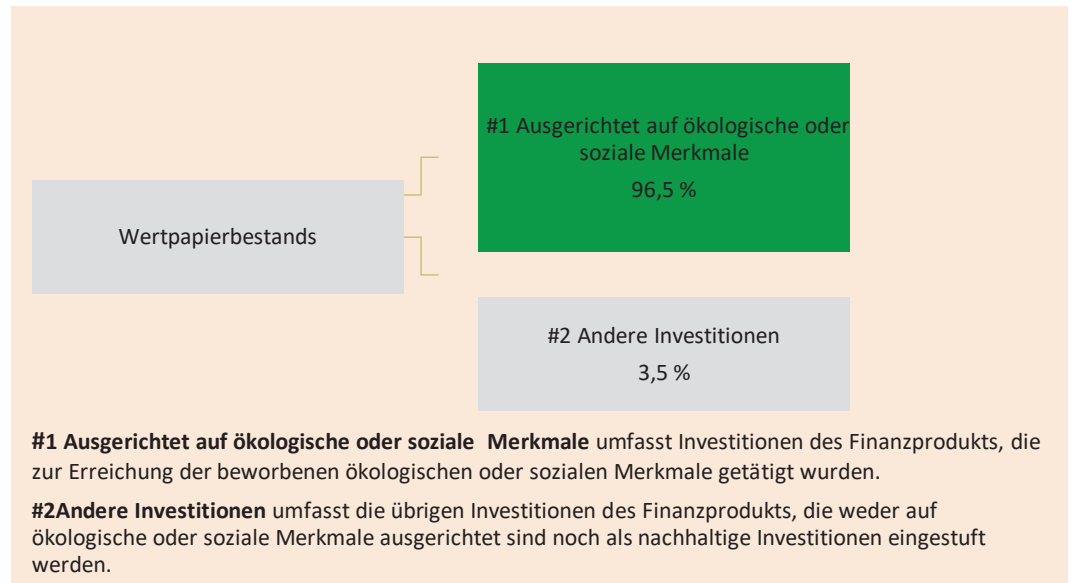 #1 Ausgerichtet auf ökologische oder
soziale Merkmale
96,5 %
Wertpapierbestands
#2 Andere Investitionen
3,5 %
#1 Ausgerichtet auf ökologische oder soziale Merkmale umfasst Investitionen des Finanzprodukts, die
zur Erreichung der beworbenen ökologischen oder sozialen Merkmale getätigt wurden.
#2Andere Investitionen umfasst die übrigen Investitionen des Finanzprodukts, die weder auf
ökologische oder soziale Merkmale ausgerichtet sind noch als nachhaltige Investitionen eingestuft
werden.